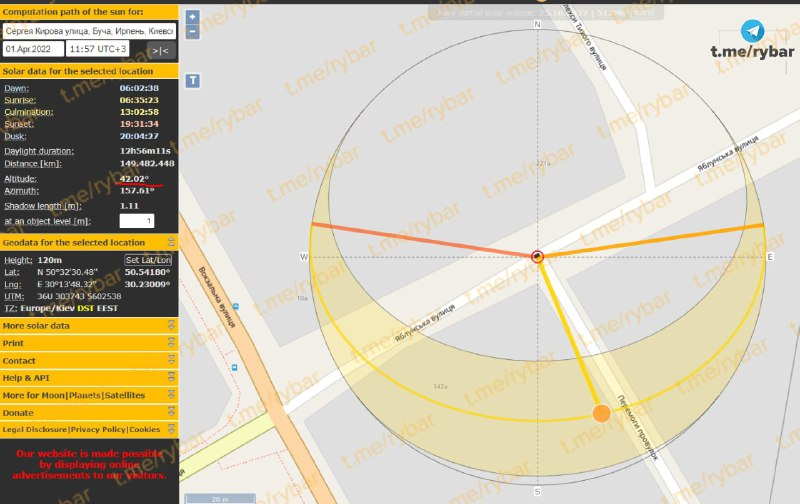 Computation path of the sun for:
Сергея Кирова улица, Буча, Ирпень, Киевс
01.Apr.2022 11:57 UTC+3 >|<
Solar data for the selected location
Dawn: 06:02:38
Sunrise: 06:35:23
Culmination: 13:02:58
Sunset: 19:31:34
Dusk: 20:04:27
Daylight duration: 12h56m11s
Distance [km]: 149.482.448
Altitude: 42.02°
Azimuth: 157.61°
Shadow length [m]: 1.11
at an object level [m]: 1
Geodata for the selected location
Height: 120m Set Lat/Lon
Lat: N 50°32'30.48" 50.54180°
Lng: E 30°13'48.32" 30.23009°
UTM: 36U 303743 5602538
TZ: Europe/Kiev DST EEST
More solar data
Print
Contact
Help & API
More for Moon|Planets|Satellites
Donate
Legal Disclosure|Privacy Policy|Cookies
Our website is made possible
by displaying online
advertisements to our visitors.
+
−
T
N
W
E
S
t.me/rybar
Яблунська вулиця
Яблунська вулиця
Вокзальна вулиця
Перемоги провулок
10а
342а
20 m
t.me/rybar
t.me/rybar
t.me/rybar
t.me/rybar
t.me/rybar
t.me/rybar
t.me/rybar
t.me/rybar
t.me/rybar
t.me/rybar